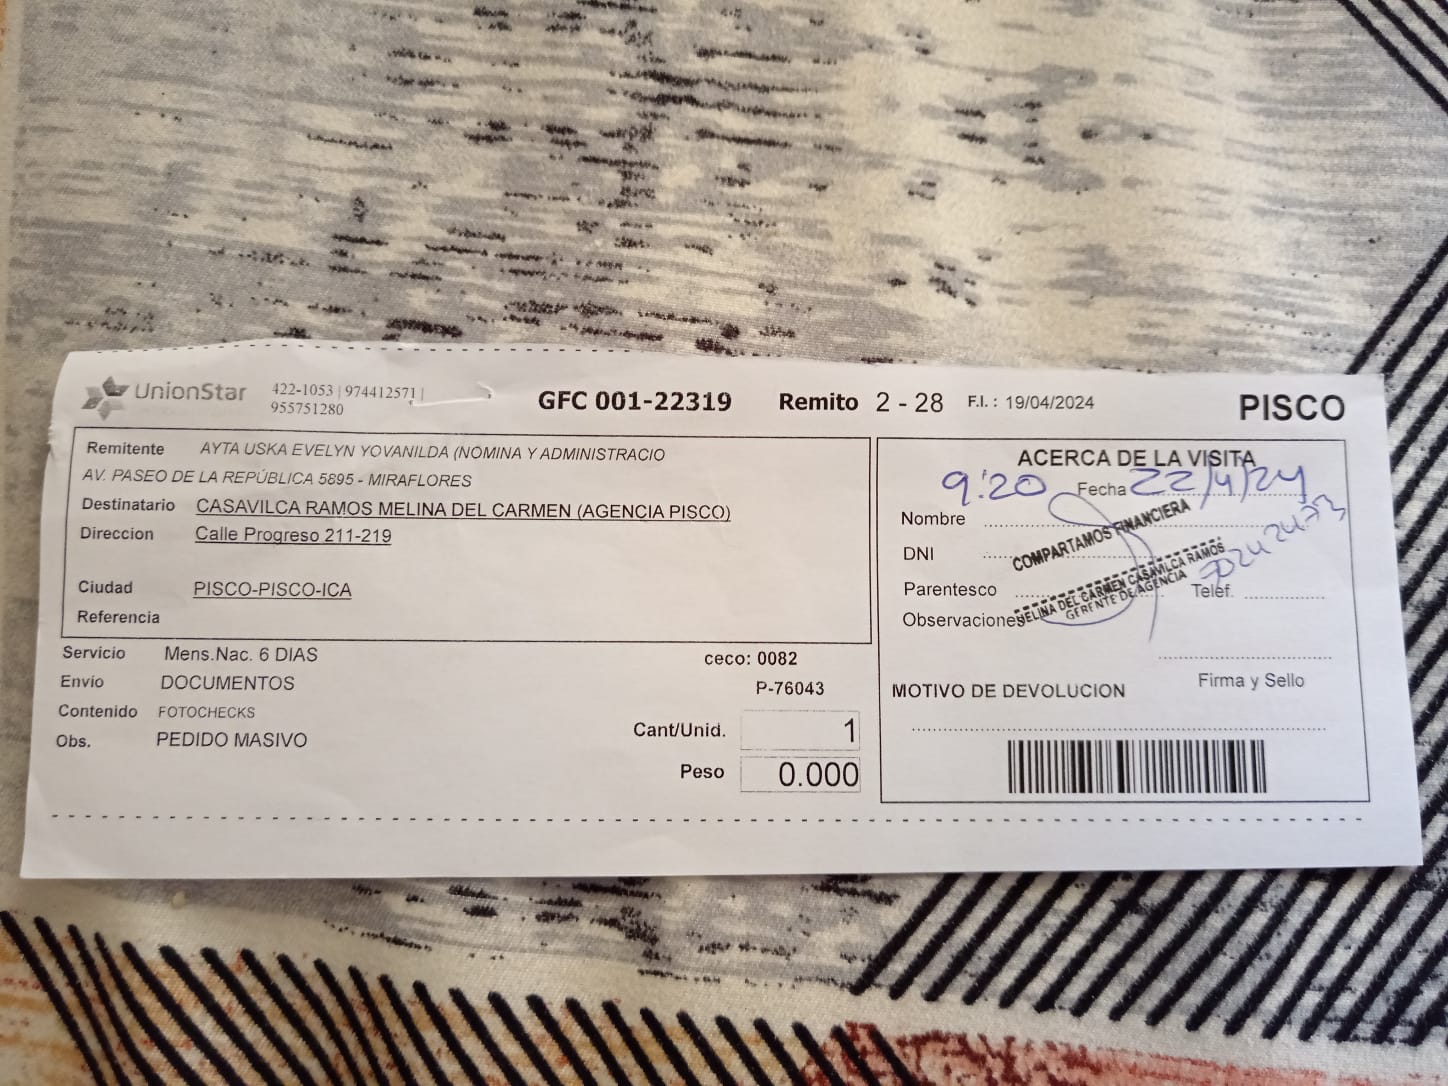 UnionStar 422-1053 | 974412571 |
955751280
GFC 001-22319 Remito 2 - 28 F.I. : 19/04/2024 PISCO
Remitente AYTA USKA EVELYN YOVANILDA (NOMINA Y ADMINISTRACIO
AV. PASEO DE LA REPÚBLICA 5895 - MIRAFLORES
Destinatario CASAVILCA RAMOS MELINA DEL CARMEN (AGENCIA PISCO)
Direccion Calle Progreso 211-219
Ciudad PISCO-PISCO-ICA
Referencia
Servicio Mens.Nac. 6 DIAS ceco: 0082
Envío DOCUMENTOS P-76043
Contenido FOTOCHECKS
Obs. PEDIDO MASIVO
Cant/Unid. 1
Peso 0.000
ACERCA DE LA VISITA
9:20 Fecha 22/4/24
Nombre
DNI
Parentesco
Telef.
Observaciones
COMPARTAMOS FINANCIERA
MELINA DEL CARMEN CASAVILCA RAMOS
GERENTE DE AGENCIA
Firma y Sello
MOTIVO DE DEVOLUCION